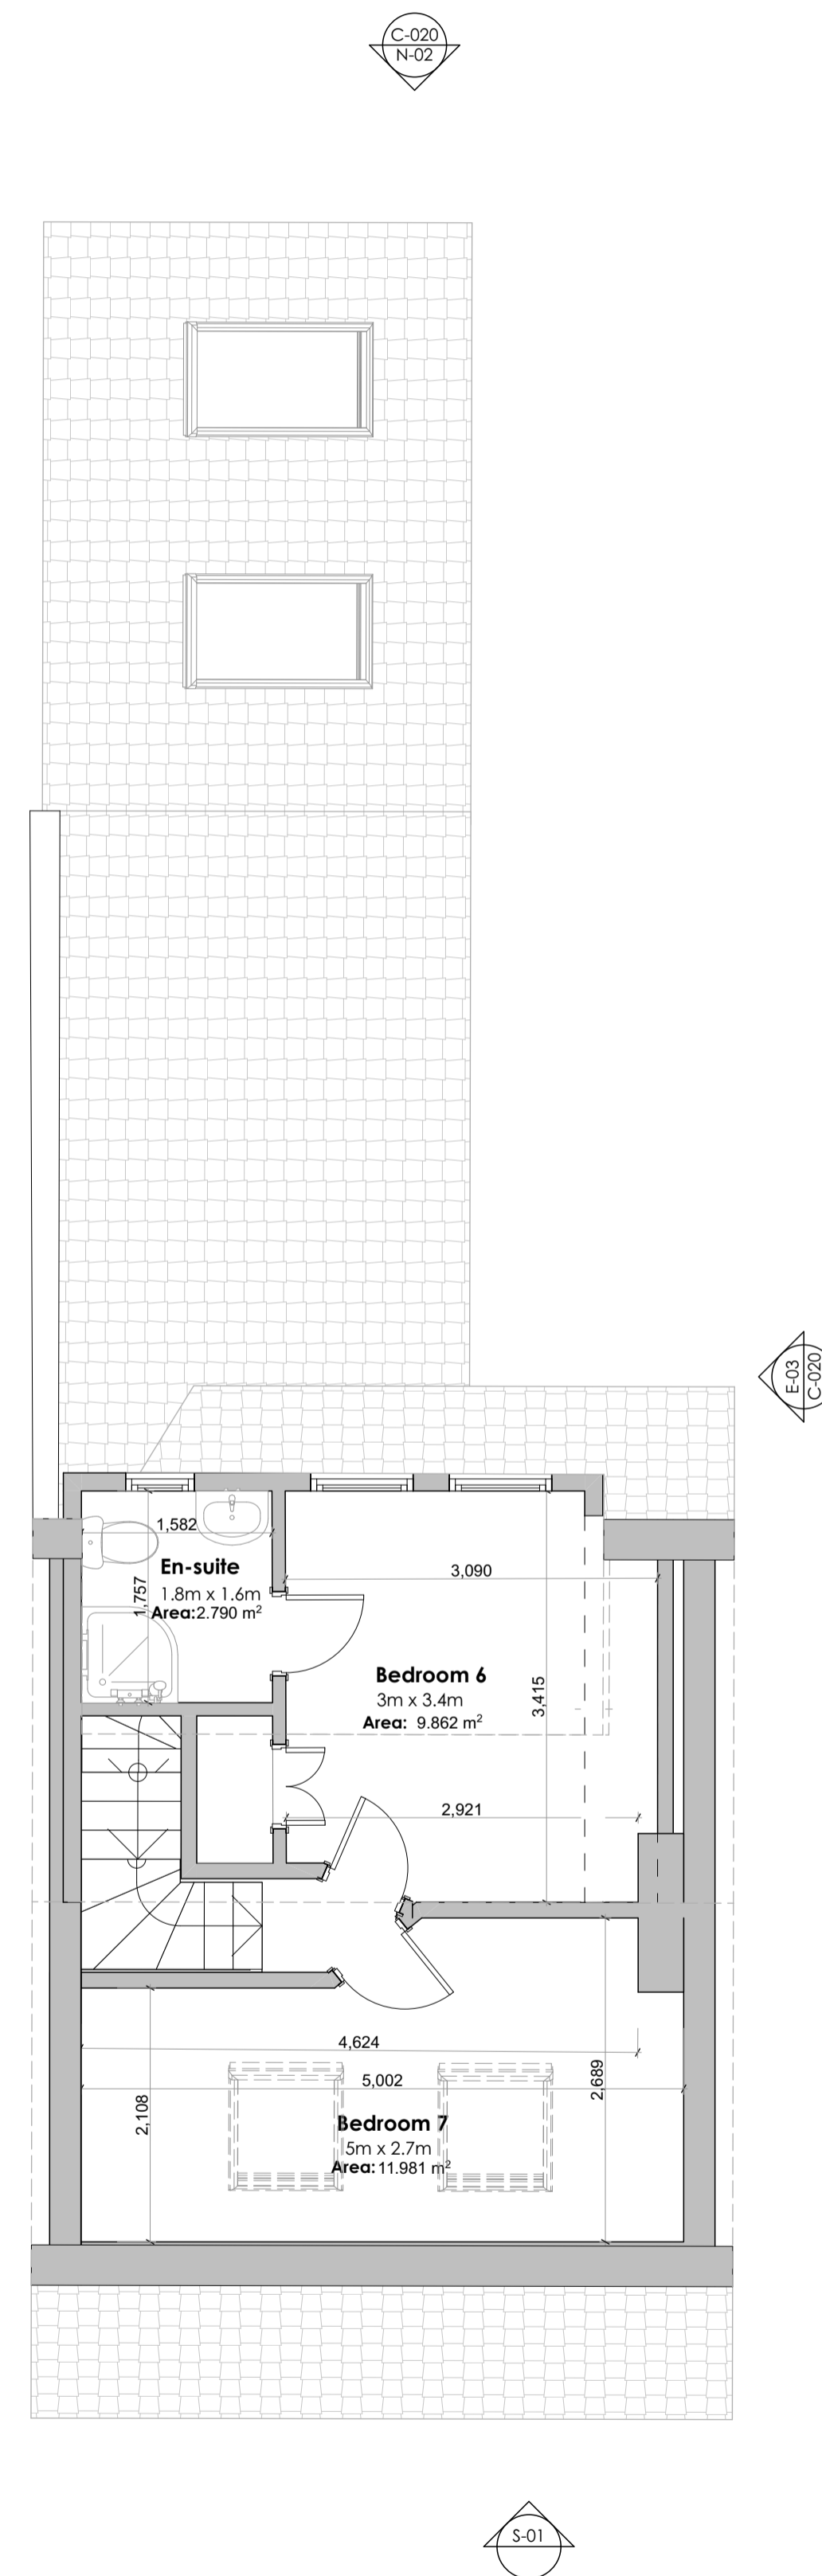 C-020
N-02
E-03
C-020
1,582
En-suite
1.8m x 1.6m
Area: 2.790 m²
1,757
3,090
Bedroom 6
3m x 3.4m
Area: 9.862 m²
3,415
2,921
4,624
5,002
2,108
2,689
Bedroom 7
5m x 2.7m
Area: 11.981 m²
S-01